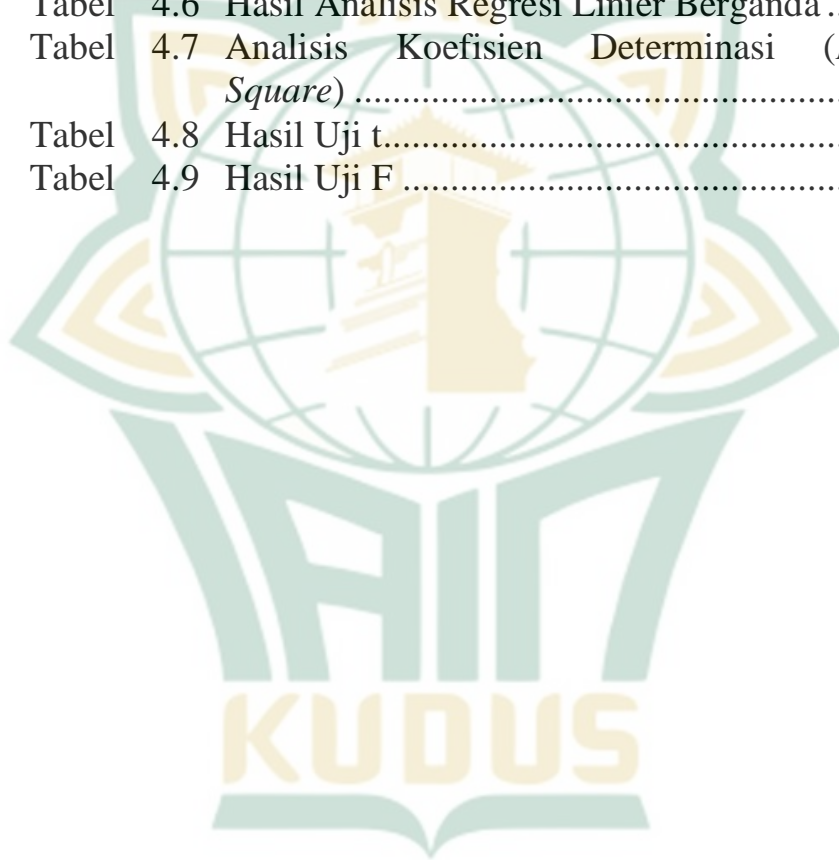 Tabel 4.6 Hasil Analisis Regresi Linier Berganda ..
Tabel 4.7 Analisis Koefisien Determinasi (
Square) ..........................................
Tabel 4.8 Hasil Uji t..........................................
Tabel 4.9 Hasil Uji F ..........................................
IAIN
KUDUS